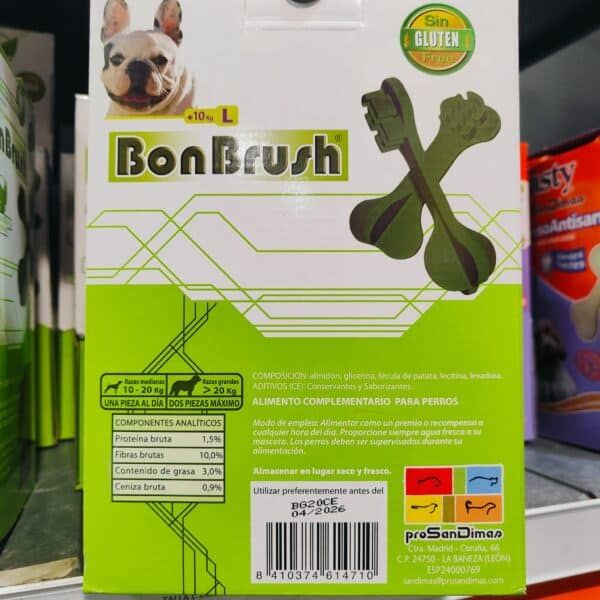 Sin
GLUTEN
Free
+10 Kg L
BonBrush®
Razas medianas
10 - 20 Kg
razas grandes
> 20 Kg
UNA PIEZA AL DÍA
DOS PIEZAS MÁXIMO
COMPONENTES ANALÍTICOS
Proteína bruta 1,5%
Fibras brutas 10,0%
Contenido de grasa 3,0%
Ceniza bruta 0,9%
COMPOSICIÓN: almidón, glicerina, fécula de patata, lecitina, levadura.
ADITIVOS (CE): Conservantes y Saborizantes.
ALIMENTO COMPLEMENTARIO PARA PERROS
Modo de empleo: Alimentar como un premio o recompensa a
cualquier hora del día. Proporcione siempre agua fresca a su
mascota. Los perros deben ser supervisados durante su
alimentación.
Almacenar en lugar seco y fresco.
Utilizar preferentemente antes del
BG20CE
04/2026
8 410374 614710
proSanDimas
Ctra. Madrid - Coruña, 66
C.P. 24750 - LA BAÑEZA (LEÓN)
ESP24000769
sandimas@prosandimas.com
nBrush
asty